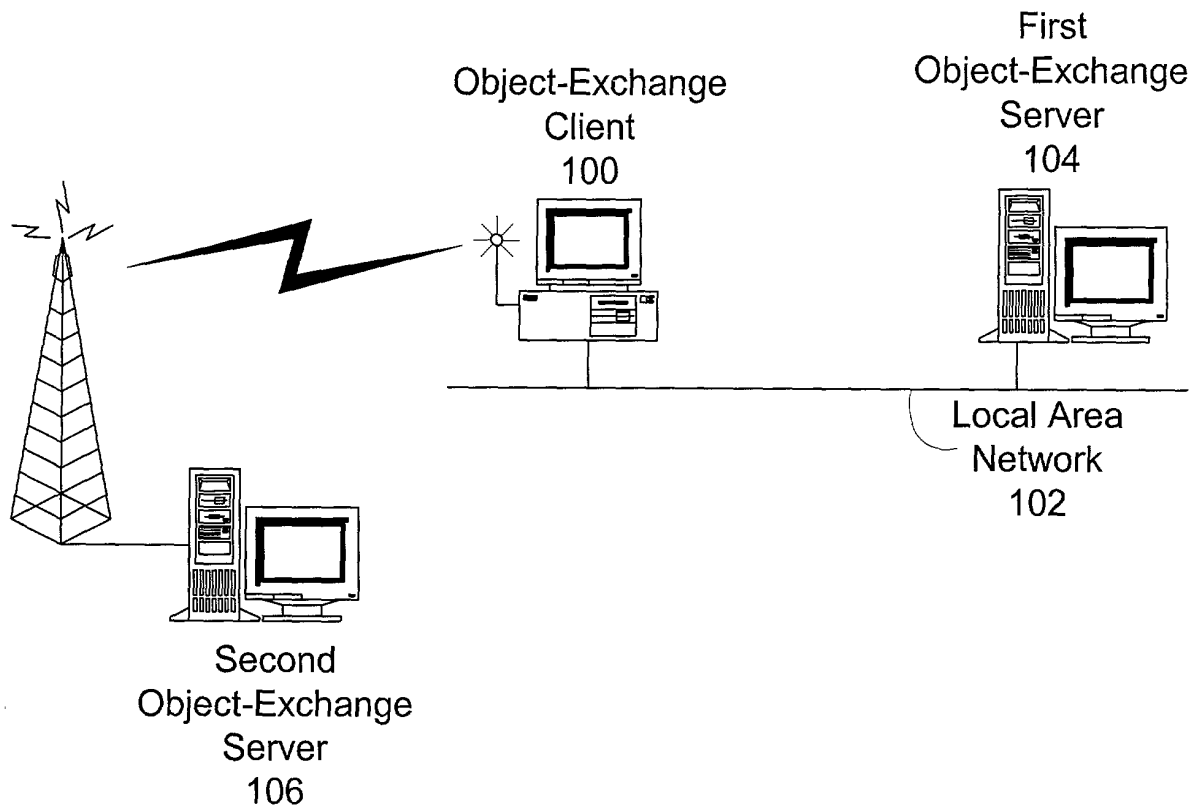 First
Object-Exchange
Server
104
Object-Exchange
Client
100
Local Area
Network
102
Second
Object-Exchange
Server
106